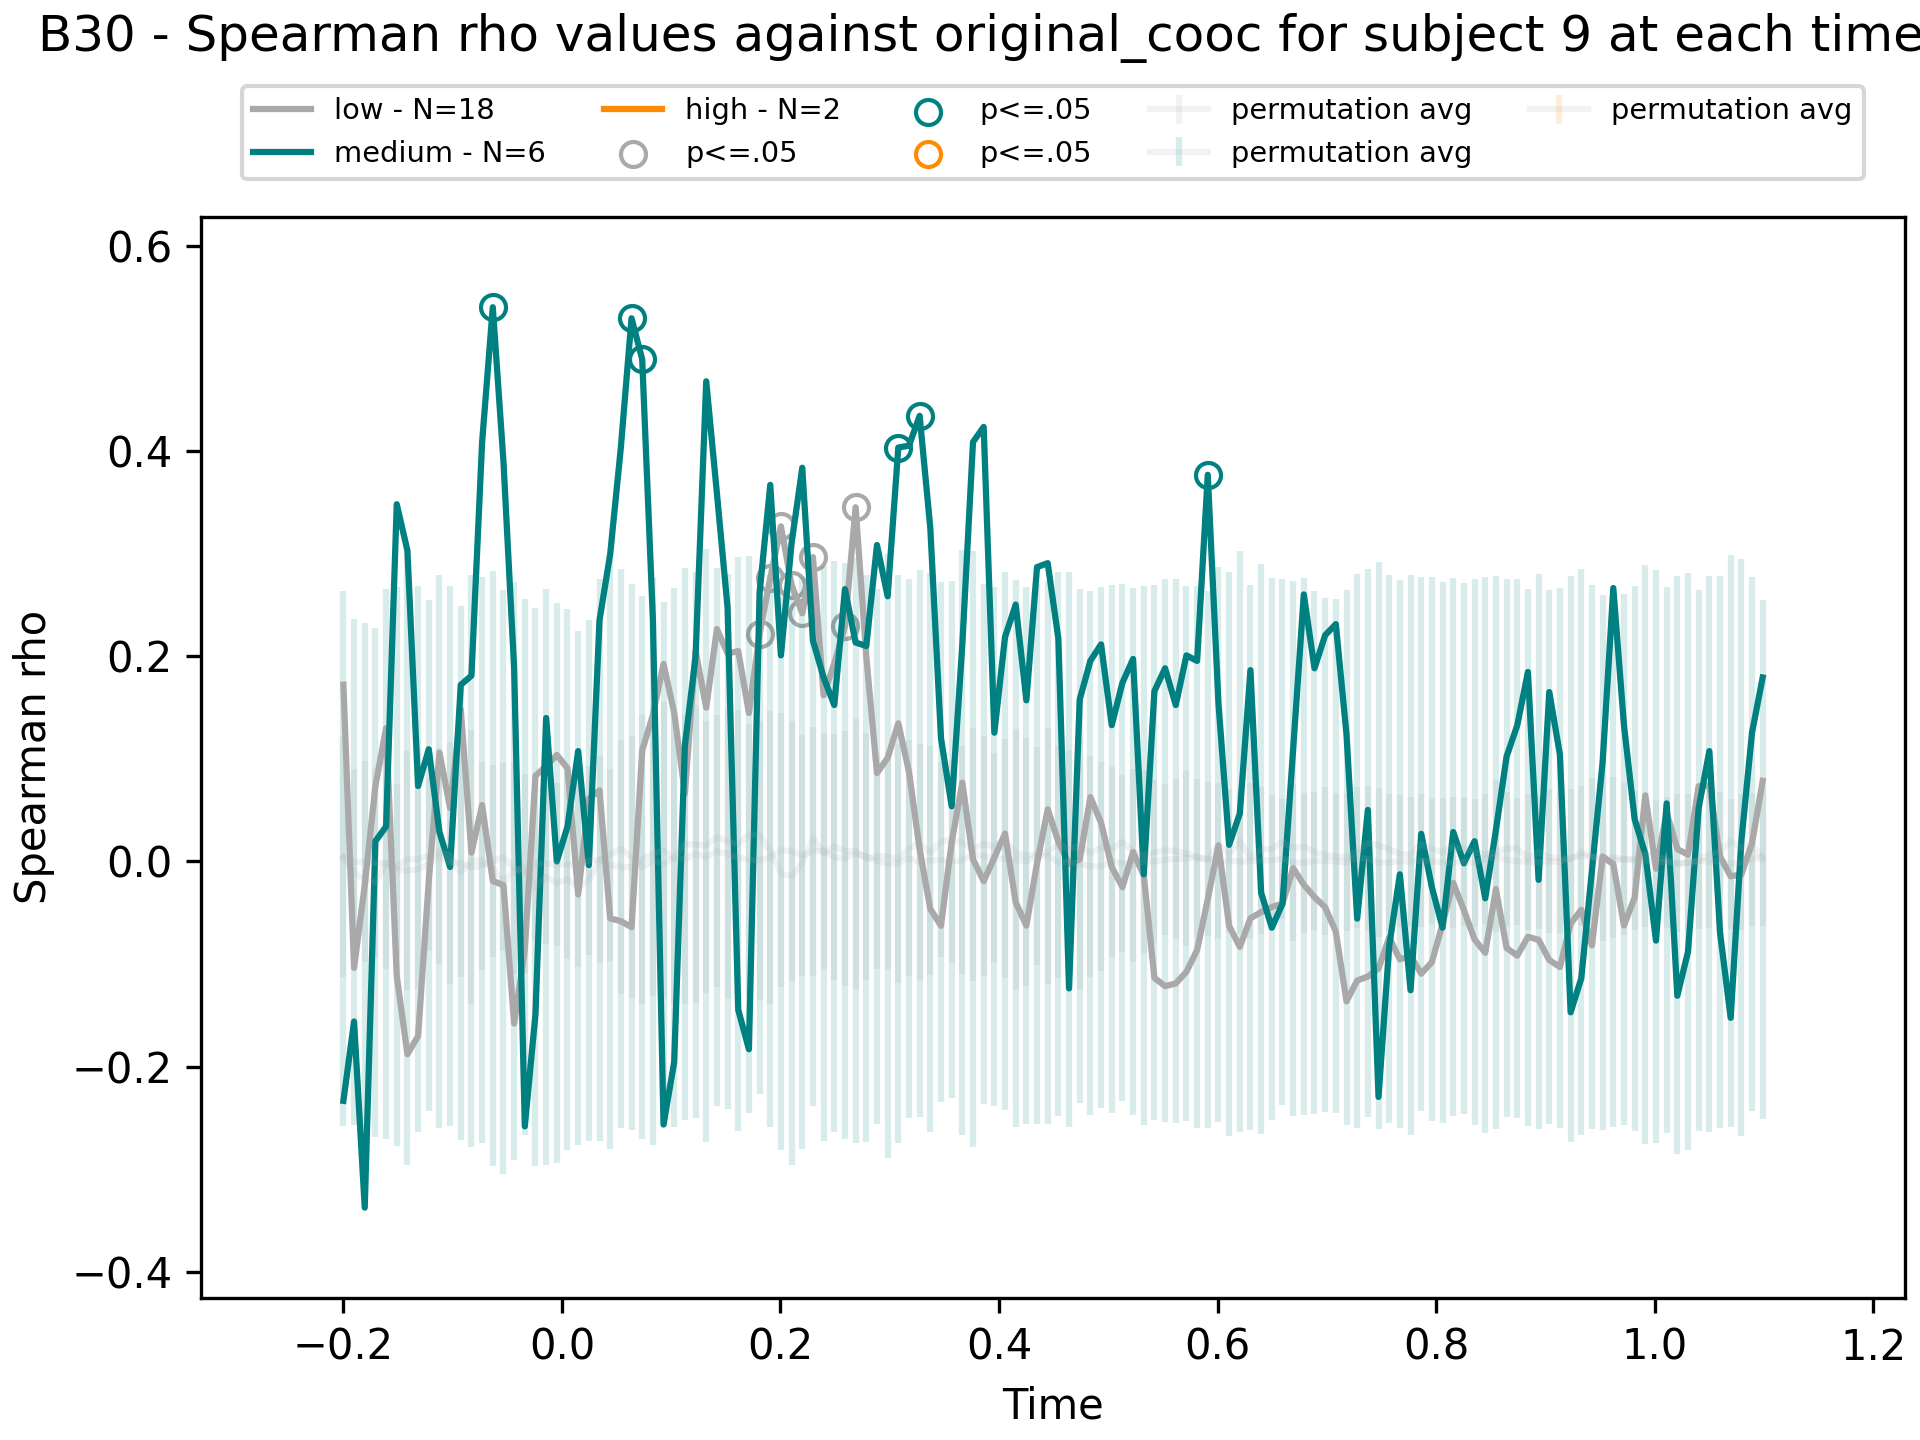 B30 - Spearman rho values against original_cooc for subject 9 at each time
low - N=18
medium - N=6
high - N=2
p<=.05
p<=.05
p<=.05
permutation avg
permutation avg
permutation avg
0.6
0.4
0.2
0.0
−0.2
−0.4
Spearman rho
−0.2 0.0 0.2 0.4 0.6 0.8 1.0 1.2
Time